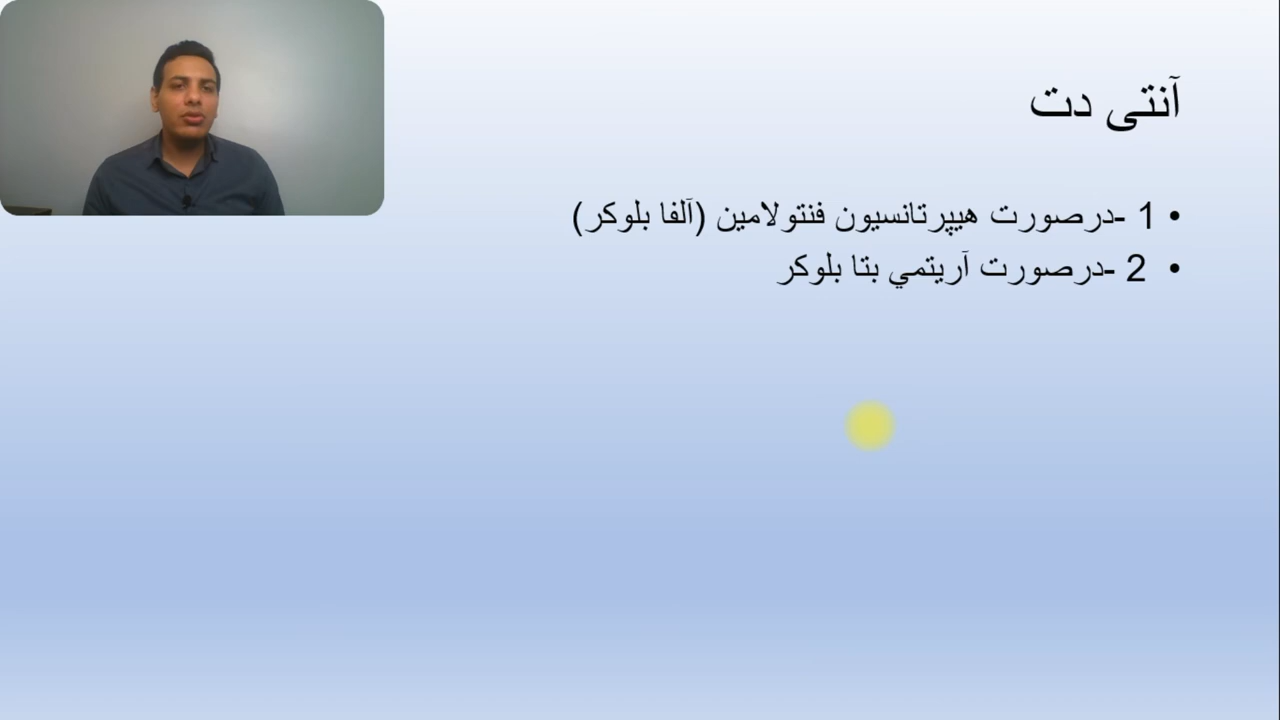 آنتی دت
• 1 -درصورت هیپرتانسیون فنتولامین (آلفا بلوکر)
• 2 -درصورت آریتمي بتا بلوکر